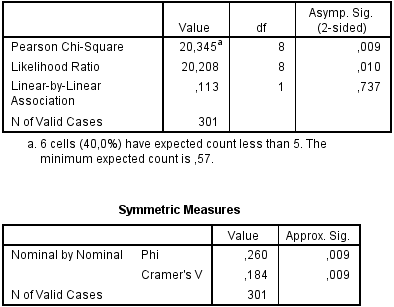 Value df Asymp. Sig. (2-sided)
Pearson Chi-Square 20,345a 8 ,009
Likelihood Ratio 20,208 8 ,010
Linear-by-Linear Association ,113 1 ,737
N of Valid Cases 301
a. 6 cells (40,0%) have expected count less than 5. The
minimum expected count is ,57.
Symmetric Measures
Value Approx. Sig.
Nominal by Nominal Phi ,260 ,009
Cramer's V ,184 ,009
N of Valid Cases 301